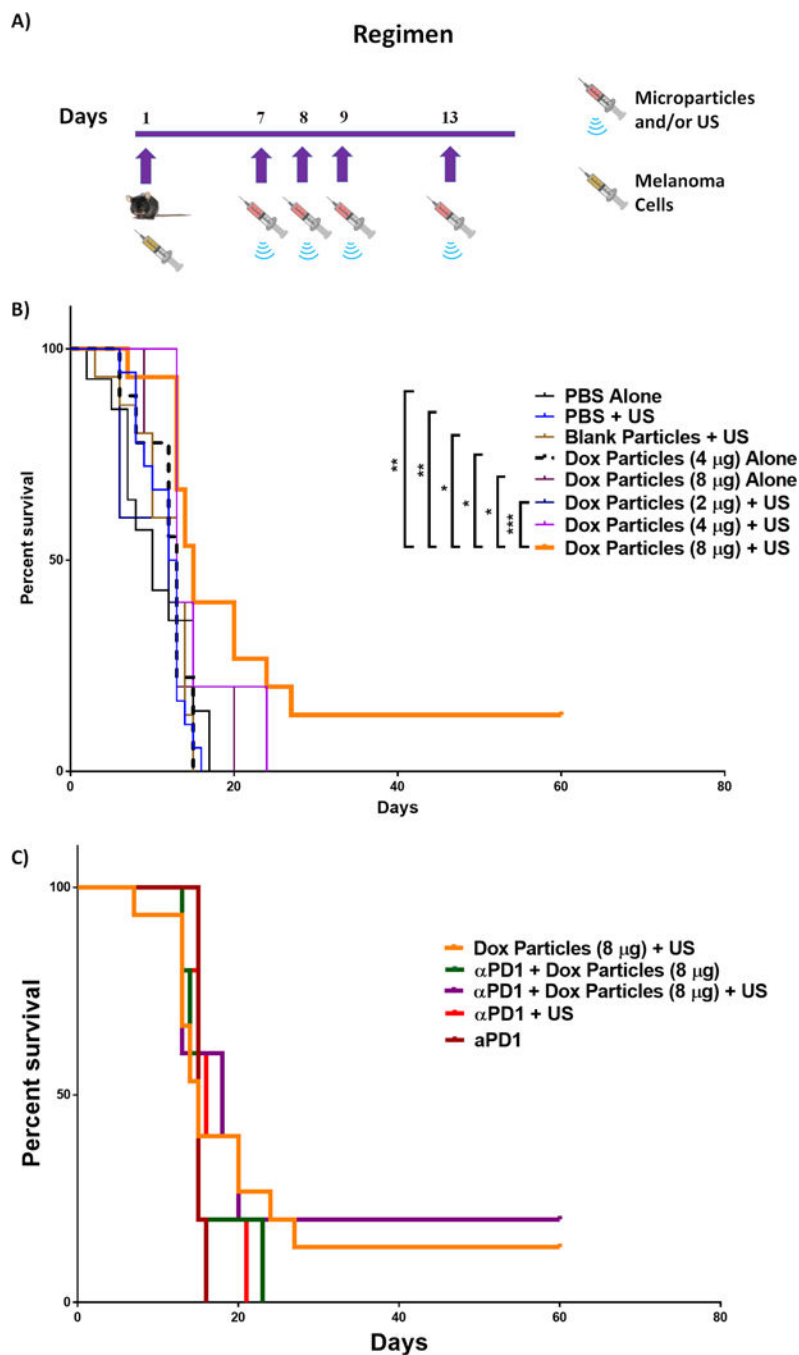 A)
Regimen
Days 1 7 8 9 13
Microparticles
and/or US
Melanoma
Cells
B)
100
50
0
Percent survival
0 20 40 60 80
Days
PBS Alone
PBS + US
Blank Particles + US
Dox Particles (4 µg) Alone
Dox Particles (8 µg) Alone
Dox Particles (2 µg) + US
Dox Particles (4 µg) + US
Dox Particles (8 µg) + US
**
**
*
*
*
***
C)
100
50
0
Percent survival
0 20 40 60 80
Days
Dox Particles (8 µg) + US
αPD1 + Dox Particles (8 µg)
αPD1 + Dox Particles (8 µg) + US
αPD1 + US
aPD1